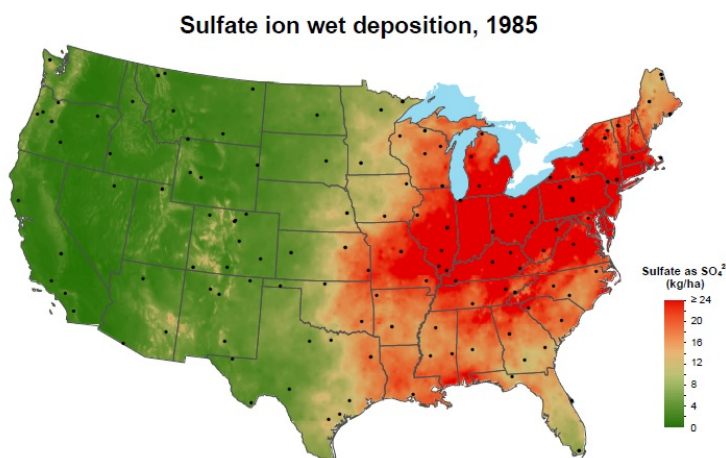 Sulfate ion wet deposition, 1985
Sulfate as SO₄²
(kg/ha)
≥ 24
20
16
12
8
4
0